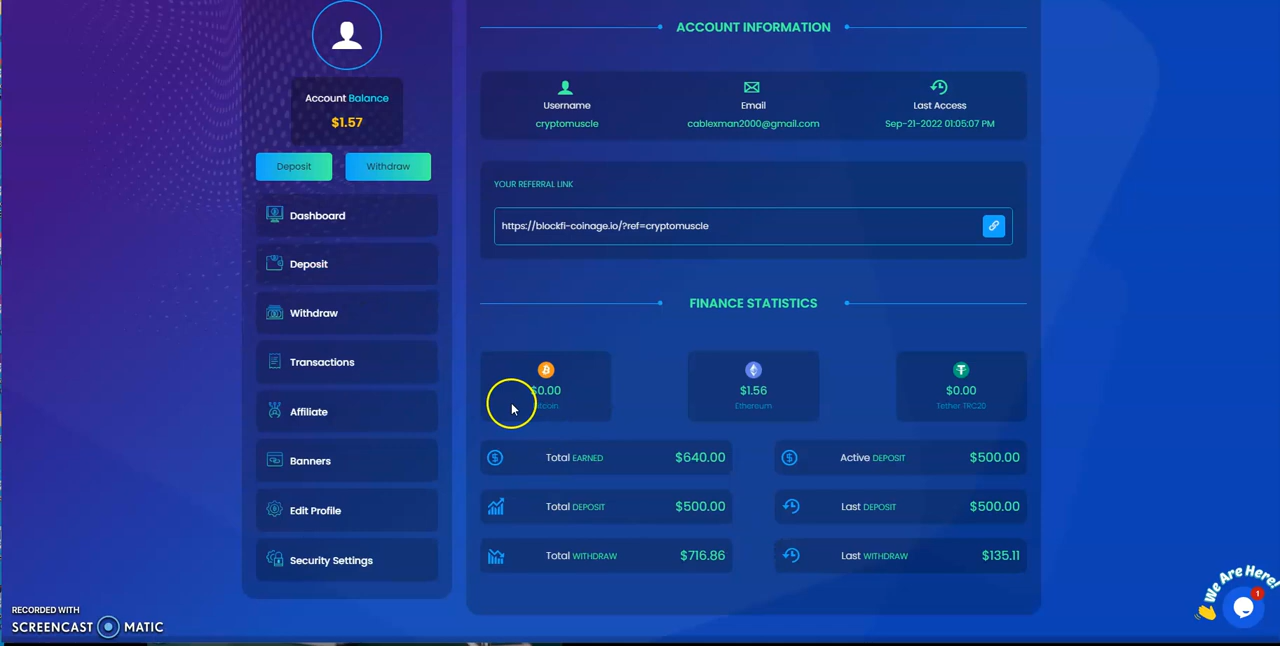 ACCOUNT INFORMATION
Account Balance
$1.57
Deposit Withdraw
Dashboard
Deposit
Withdraw
Transactions
Affiliate
Banners
Edit Profile
Security Settings
Username
cryptomuscle
Email
cablexman2000@gmail.com
Last Access
Sep-21-2022 01:05:07 PM
YOUR REFERRAL LINK
https://blockfi-coinage.io/?ref=cryptomuscle
FINANCE STATISTICS
$0.00
$1.56
Ethereum
$0.00
Tether TRC20
Total EARNED $640.00
Active DEPOSIT $500.00
Total DEPOSIT $500.00
Last DEPOSIT $500.00
Total WITHDRAW $716.86
Last WITHDRAW $135.11
We Are Here!
1
RECORDED WITH
SCREENCAST MATIC